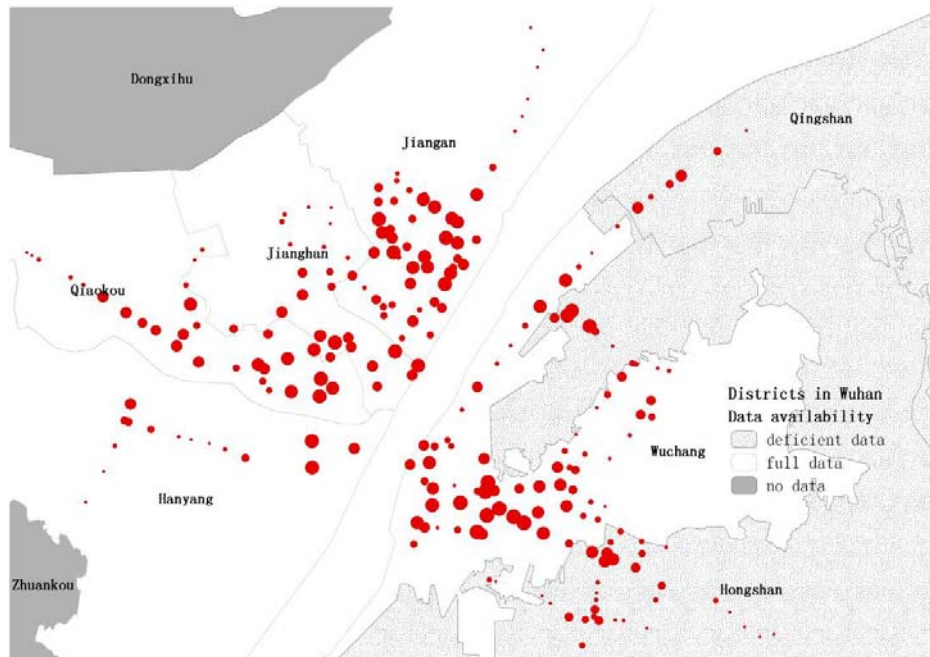 Dongxihu
Qingshan
Jiangan
Jianghan
Qiaokou
Districts in Wuhan
Data availability
deficient data
Wuchang
full data
no data
Hanyang
Zhuankou
Hongshan